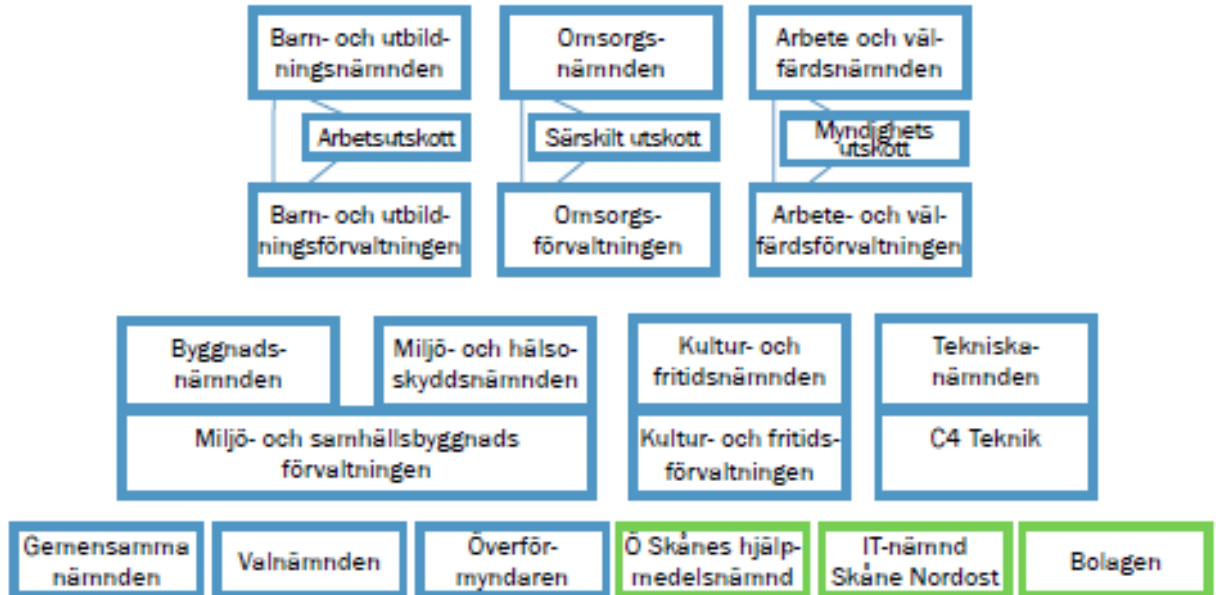 Barn- och utbild-
ningsnämnden
Omsorgs-
nämnden
Arbete och väl-
färdsnämnden
Arbetsutskott
Särskilt utskott
Myndighets
utskott
Barn- och utbild-
ningsförvaltningen
Omsorgs-
förvaltningen
Arbete- och väl-
färdsförvaltningen
Byggnads-
nämnden
Miljö- och hälso
skyddsnämnden
Kultur- och
fritidsnämnden
Tekniska-
nämnden
Miljö- och samhällsbyggnads
förvaltningen
Kultur- och fritids-
förvaltningen
C4 Teknik
Gemensamma
nämnden
Valnämnden
Överför-
myndaren
Ö Skånes hjälp-
medelsnämnd
IT-nämnd
Skåne Nordost
Bolagen